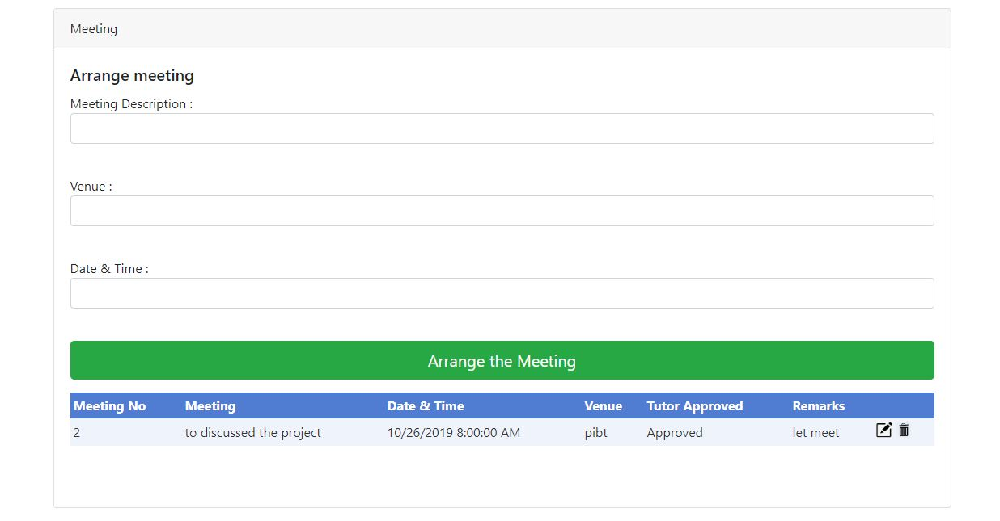 Meeting
Arrange meeting
Meeting Description :
Venue :
Date & Time :
Arrange the Meeting
Meeting No Meeting Date & Time Venue Tutor Approved Remarks
2 to discussed the project 10/26/2019 8:00:00 AM pibt Approved let meet